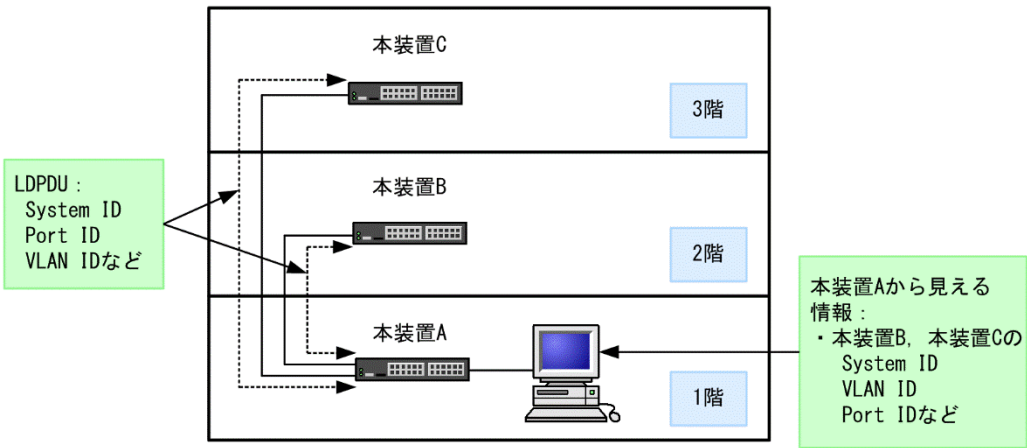 本装置C
3階
LDPDU：
System ID
Port ID
VLAN IDなど
本装置B
2階
本装置A
1階
本装置Aから見える
情報：
・本装置B, 本装置Cの
System ID
VLAN ID
Port IDなど